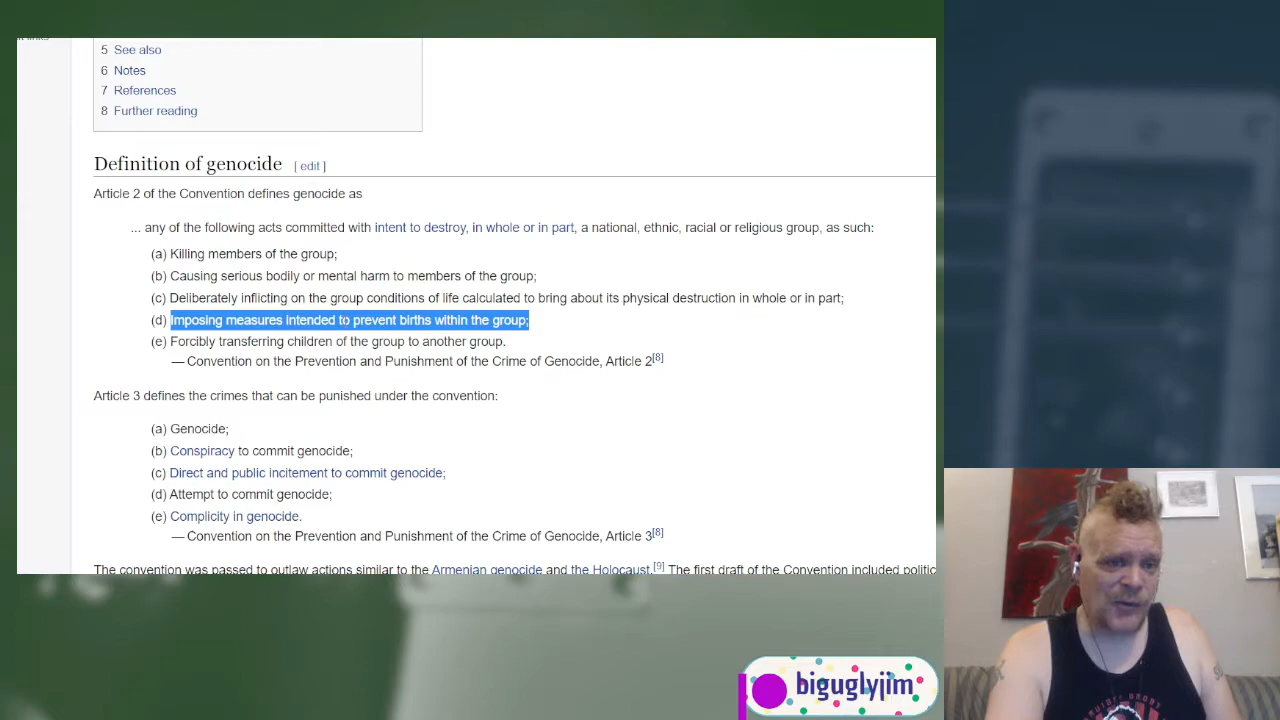 5 See also
6 Notes
7 References
8 Further reading
Definition of genocide [ edit ]
Article 2 of the Convention defines genocide as
... any of the following acts committed with intent to destroy, in whole or in part, a national, ethnic, racial or religious group, as such:
(a) Killing members of the group;
(b) Causing serious bodily or mental harm to members of the group;
(c) Deliberately inflicting on the group conditions of life calculated to bring about its physical destruction in whole or in part;
(d) Imposing measures intended to prevent births within the group;
(e) Forcibly transferring children of the group to another group.
— Convention on the Prevention and Punishment of the Crime of Genocide, Article 2[8]
Article 3 defines the crimes that can be punished under the convention:
(a) Genocide;
(b) Conspiracy to commit genocide;
(c) Direct and public incitement to commit genocide;
(d) Attempt to commit genocide;
(e) Complicity in genocide.
— Convention on the Prevention and Punishment of the Crime of Genocide, Article 3[8]
The convention was passed to outlaw actions similar to the Armenian genocide and the Holocaust.[9] The first draft of the Convention included politic
biguglyjim